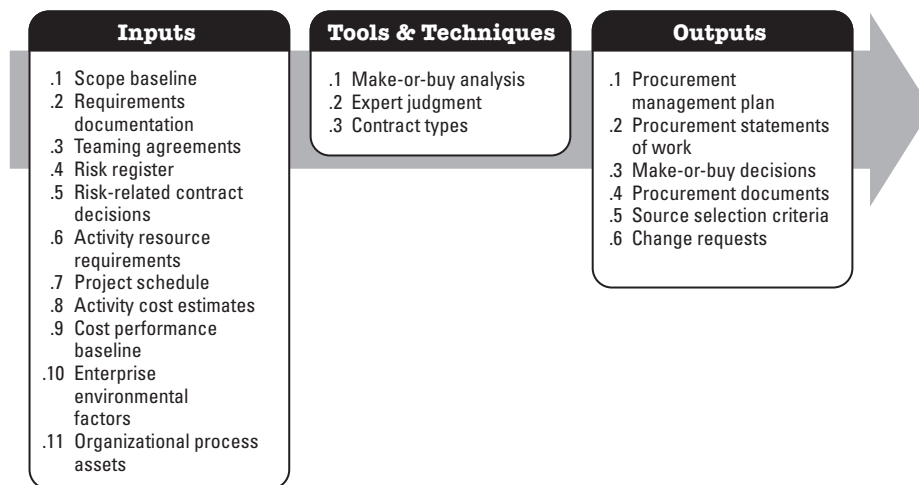 Inputs
.1 Scope baseline
.2 Requirements
documentation
.3 Teaming agreements
.4 Risk register
.5 Risk-related contract
decisions
.6 Activity resource
requirements
.7 Project schedule
.8 Activity cost estimates
.9 Cost performance
baseline
.10 Enterprise
environmental
factors
.11 Organizational process
assets
Tools & Techniques
.1 Make-or-buy analysis
.2 Expert judgment
.3 Contract types
Outputs
.1 Procurement
management plan
.2 Procurement statements
of work
.3 Make-or-buy decisions
.4 Procurement documents
.5 Source selection criteria
.6 Change requests